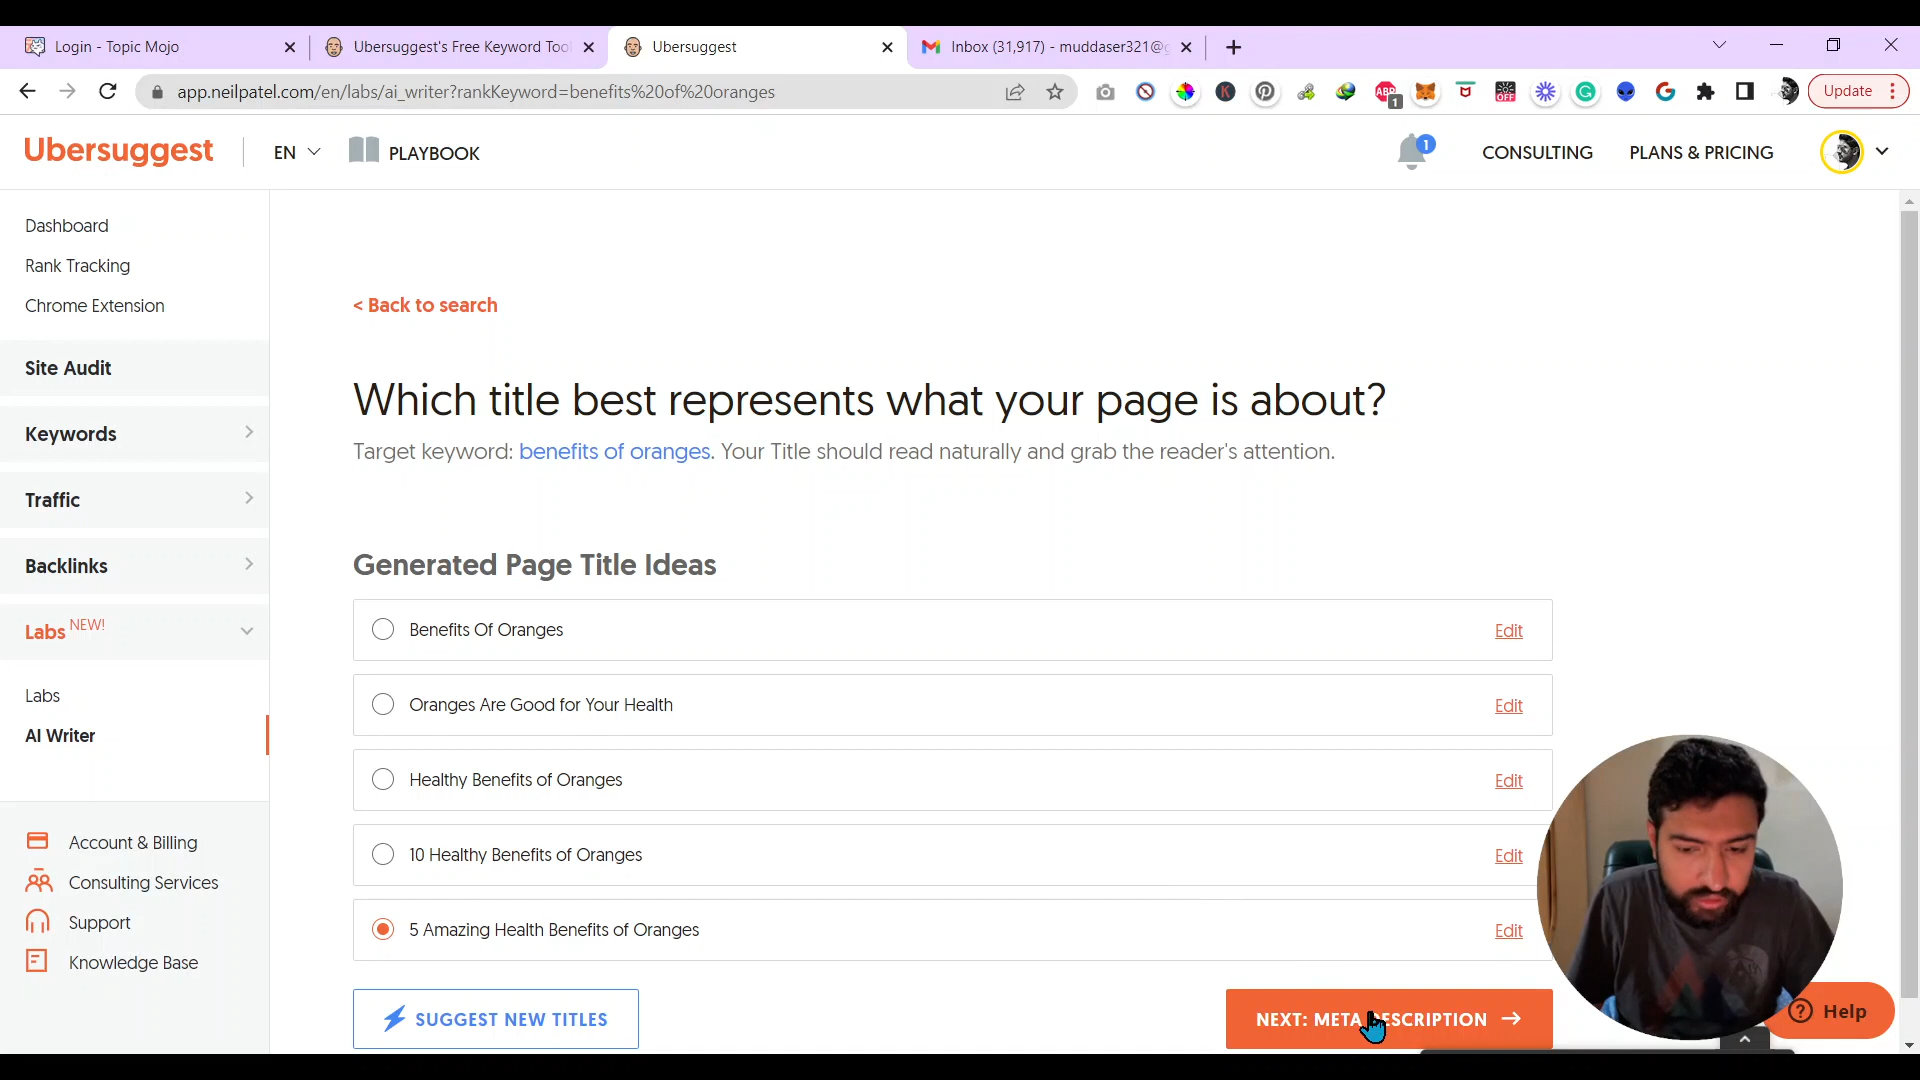 Login - Topic Mojo
Ubersuggest's Free Keyword Tool
Ubersuggest
Inbox (31,917) - muddaser321@g
app.neilpatel.com/en/labs/ai_writer?rankKeyword=benefits%20of%20oranges
K
ABP
1
OFF
G
G
Update
Ubersuggest
EN
PLAYBOOK
1
CONSULTING
PLANS & PRICING
Dashboard
Rank Tracking
Chrome Extension
Site Audit
Keywords
Traffic
Backlinks
Labs NEW!
Labs
AI Writer
Account & Billing
Consulting Services
Support
Knowledge Base
< Back to search
Which title best represents what your page is about?
Target keyword: benefits of oranges. Your Title should read naturally and grab the reader's attention.
Generated Page Title Ideas
Benefits Of Oranges
Edit
Oranges Are Good for Your Health
Edit
Healthy Benefits of Oranges
Edit
10 Healthy Benefits of Oranges
Edit
5 Amazing Health Benefits of Oranges
Edit
SUGGEST NEW TITLES
NEXT: META DESCRIPTION
Help